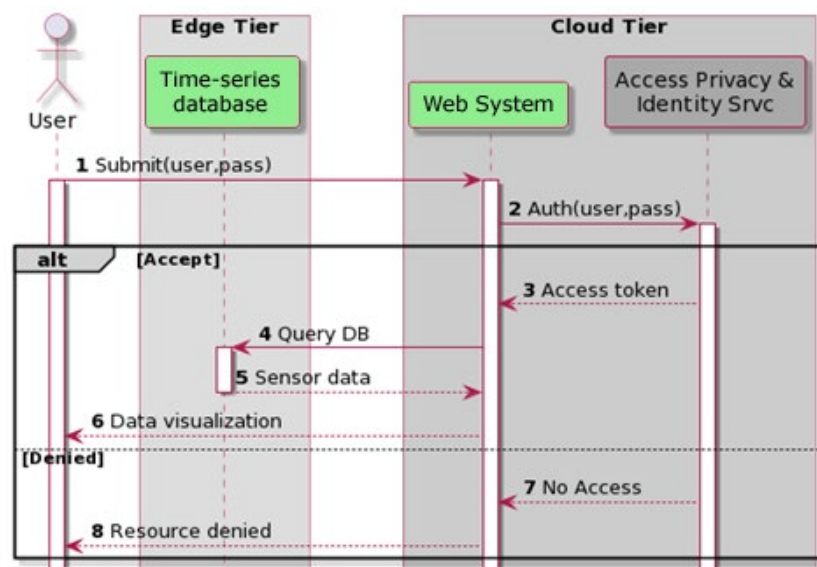 Edge Tier
Cloud Tier
Time-series
database
Web System
Access Privacy &
Identity Srvc
User
1 Submit(user,pass)
2 Auth(user,pass)
alt
[Accept]
3 Access token
4 Query DB
5 Sensor data
6 Data visualization
[Denied]
7 No Access
8 Resource denied